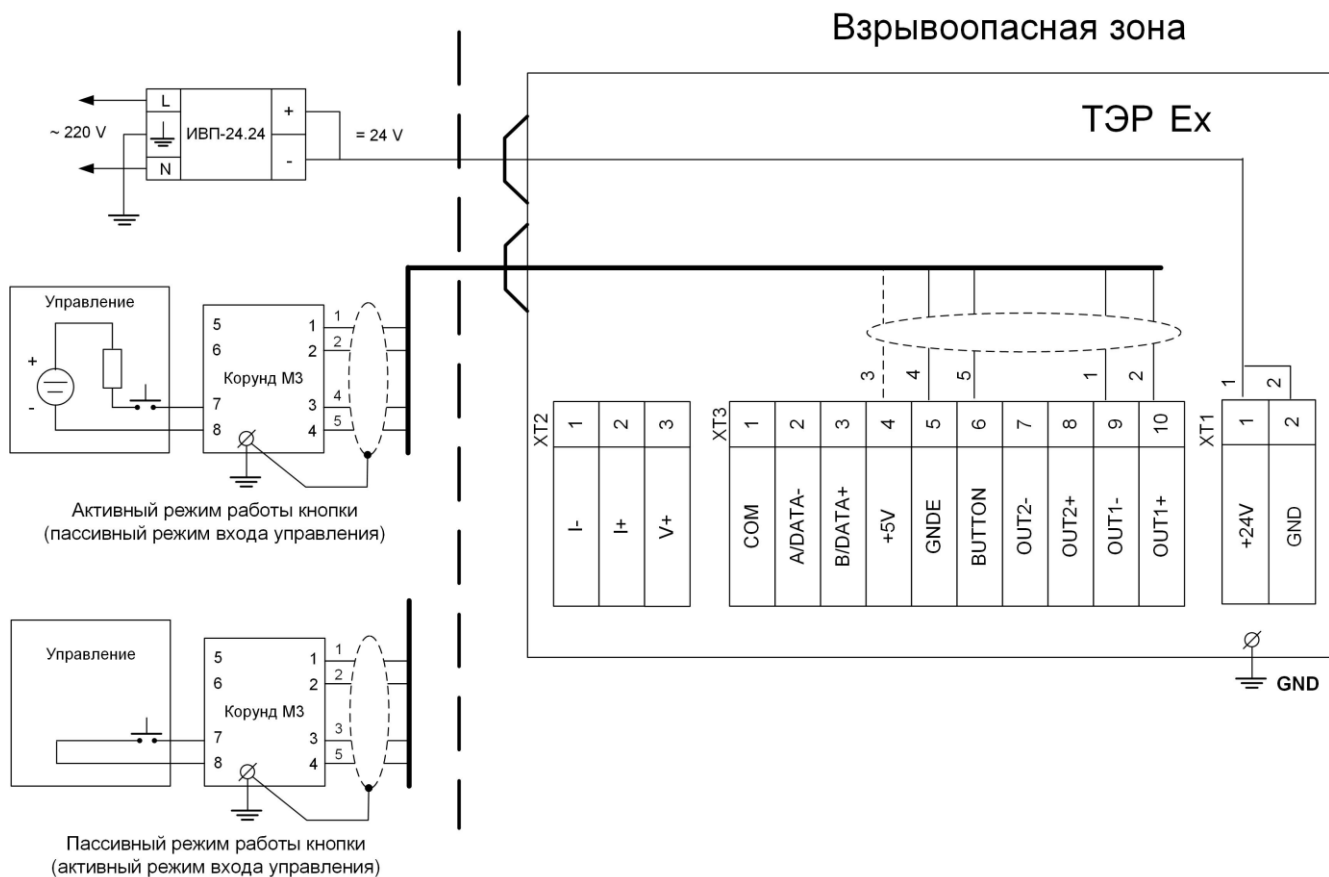 Взрывоопасная зона
ТЭР Ex
L
N
~ 220 V
ИВП-24.24
+
-
= 24 V
Управление
+
-
5
6
7
8
Корунд М3
1
2
3
4
1
2
4
5
Активный режим работы кнопки
(пассивный режим входа управления)
Управление
5
6
7
8
Корунд М3
1
2
3
4
1
2
3
5
Пассивный режим работы кнопки
(активный режим входа управления)
3
4
5
1
2
1
2
XT2
1
2
3
I-
I+
V+
XT3
1
2
3
4
5
6
7
8
9
10
COM
A/DATA-
B/DATA+
+5V
GNDE
BUTTON
OUT2-
OUT2+
OUT1-
OUT1+
XT1
1
2
+24V
GND
GND